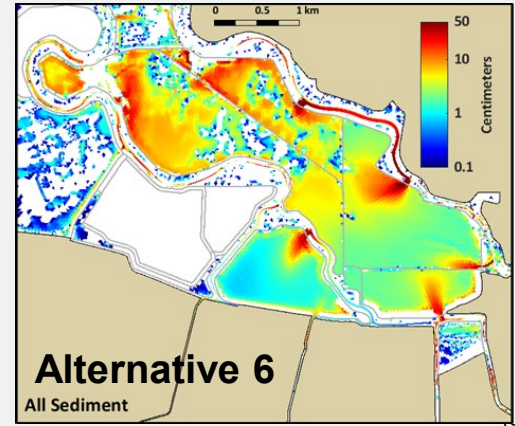 0 0.5 1 km
50
10
1
0.1
Centimeters
Alternative 6
All Sediment